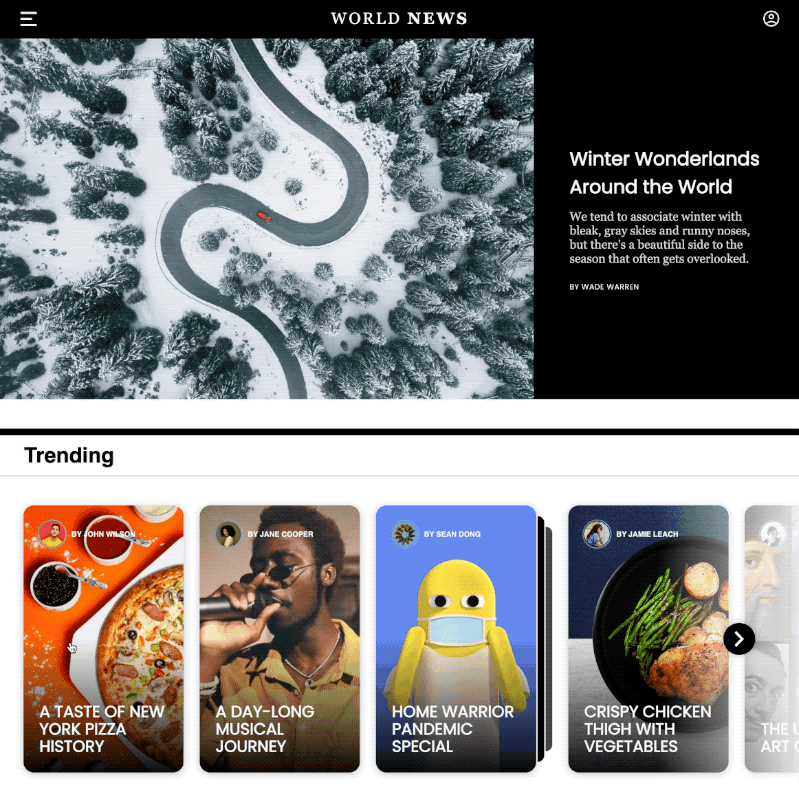 WORLD NEWS
Winter Wonderlands
Around the World
We tend to associate winter with
bleak, gray skies and runny noses,
but there's a beautiful side to the
season that often gets overlooked.
BY WADE WARREN
Trending
BY JOHN WILSON
A TASTE OF NEW
YORK PIZZA
HISTORY
BY JANE COOPER
A DAY-LONG
MUSICAL
JOURNEY
BY SEAN DONG
HOME WARRIOR
PANDEMIC
SPECIAL
BY JAMIE LEACH
CRISPY CHICKEN
THIGH WITH
VEGETABLES
THE
ART